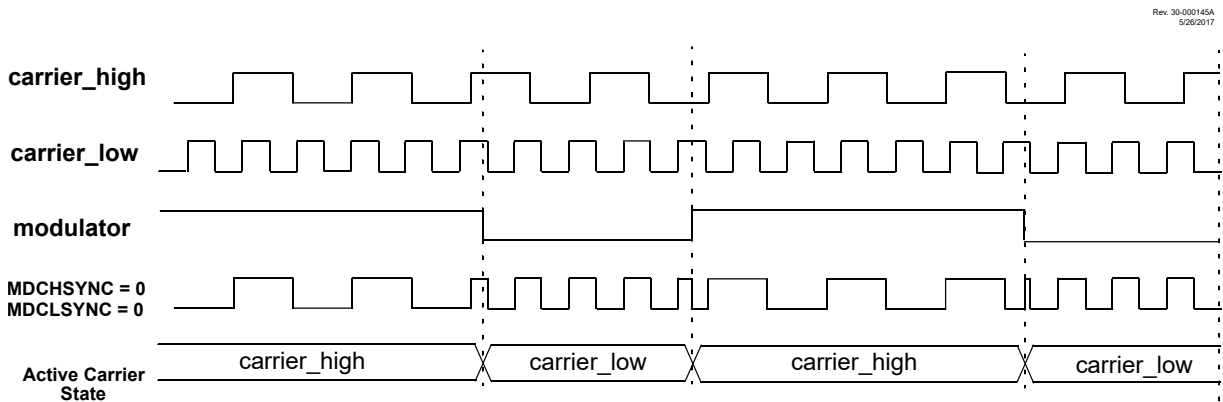 Rev. 30-000145A
5/26/2017
carrier_high
carrier_low
modulator
MDCHSYNC = 0
MDCLSYNC = 0
carrier_high
carrier_low
carrier_high
carrier_low
Active Carrier
State